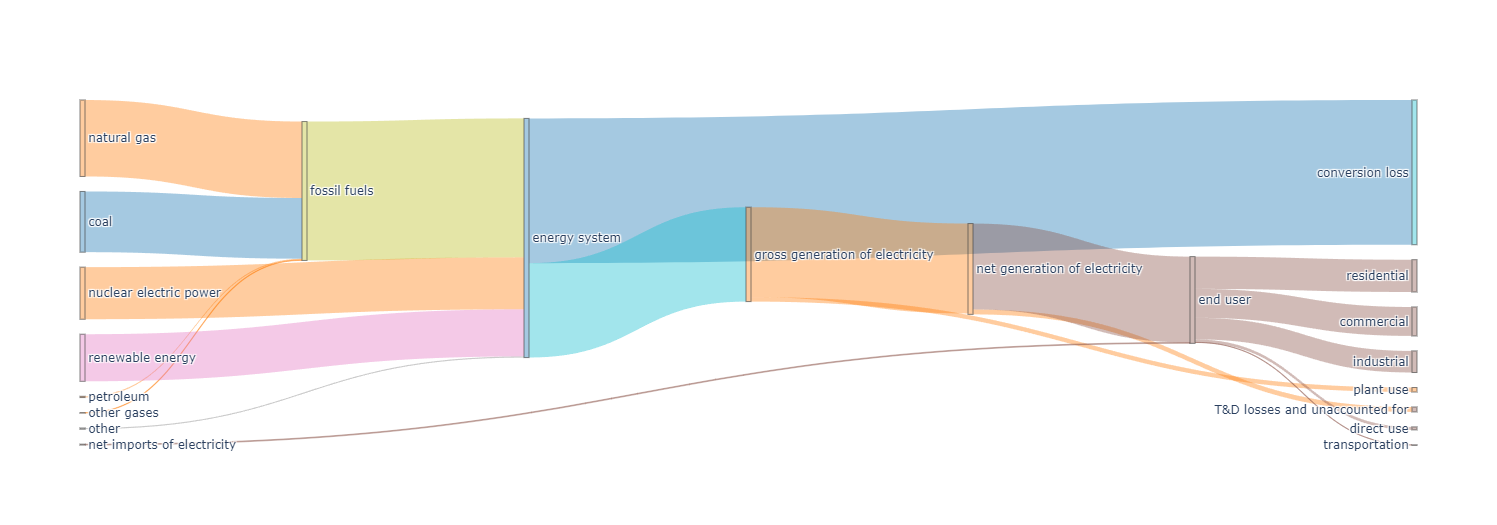 natural gas
coal
nuclear electric power
renewable energy
petroleum
other gases
other
net imports of electricity
fossil fuels
energy system
gross generation of electricity
net generation of electricity
end user
conversion loss
residential
commercial
industrial
plant use
T&D losses and unaccounted for
direct use
transportation